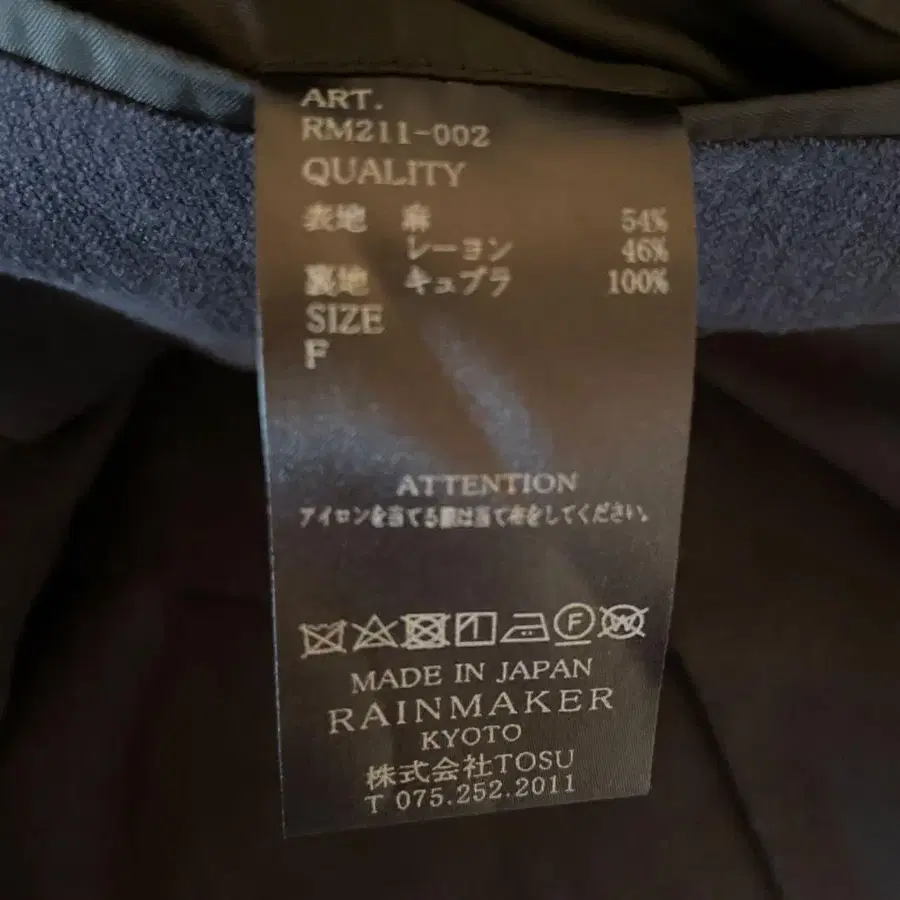 ART.
RM211-002
QUALITY
表地 麻 54%
レーヨン 46%
裏地 キュプラ 100%
SIZE
F
ATTENTION
アイロンを当てる際は当て布をしてください。
F W
MADE IN JAPAN
RAINMAKER
KYOTO
株式会社TOSU
T 075.252.2011